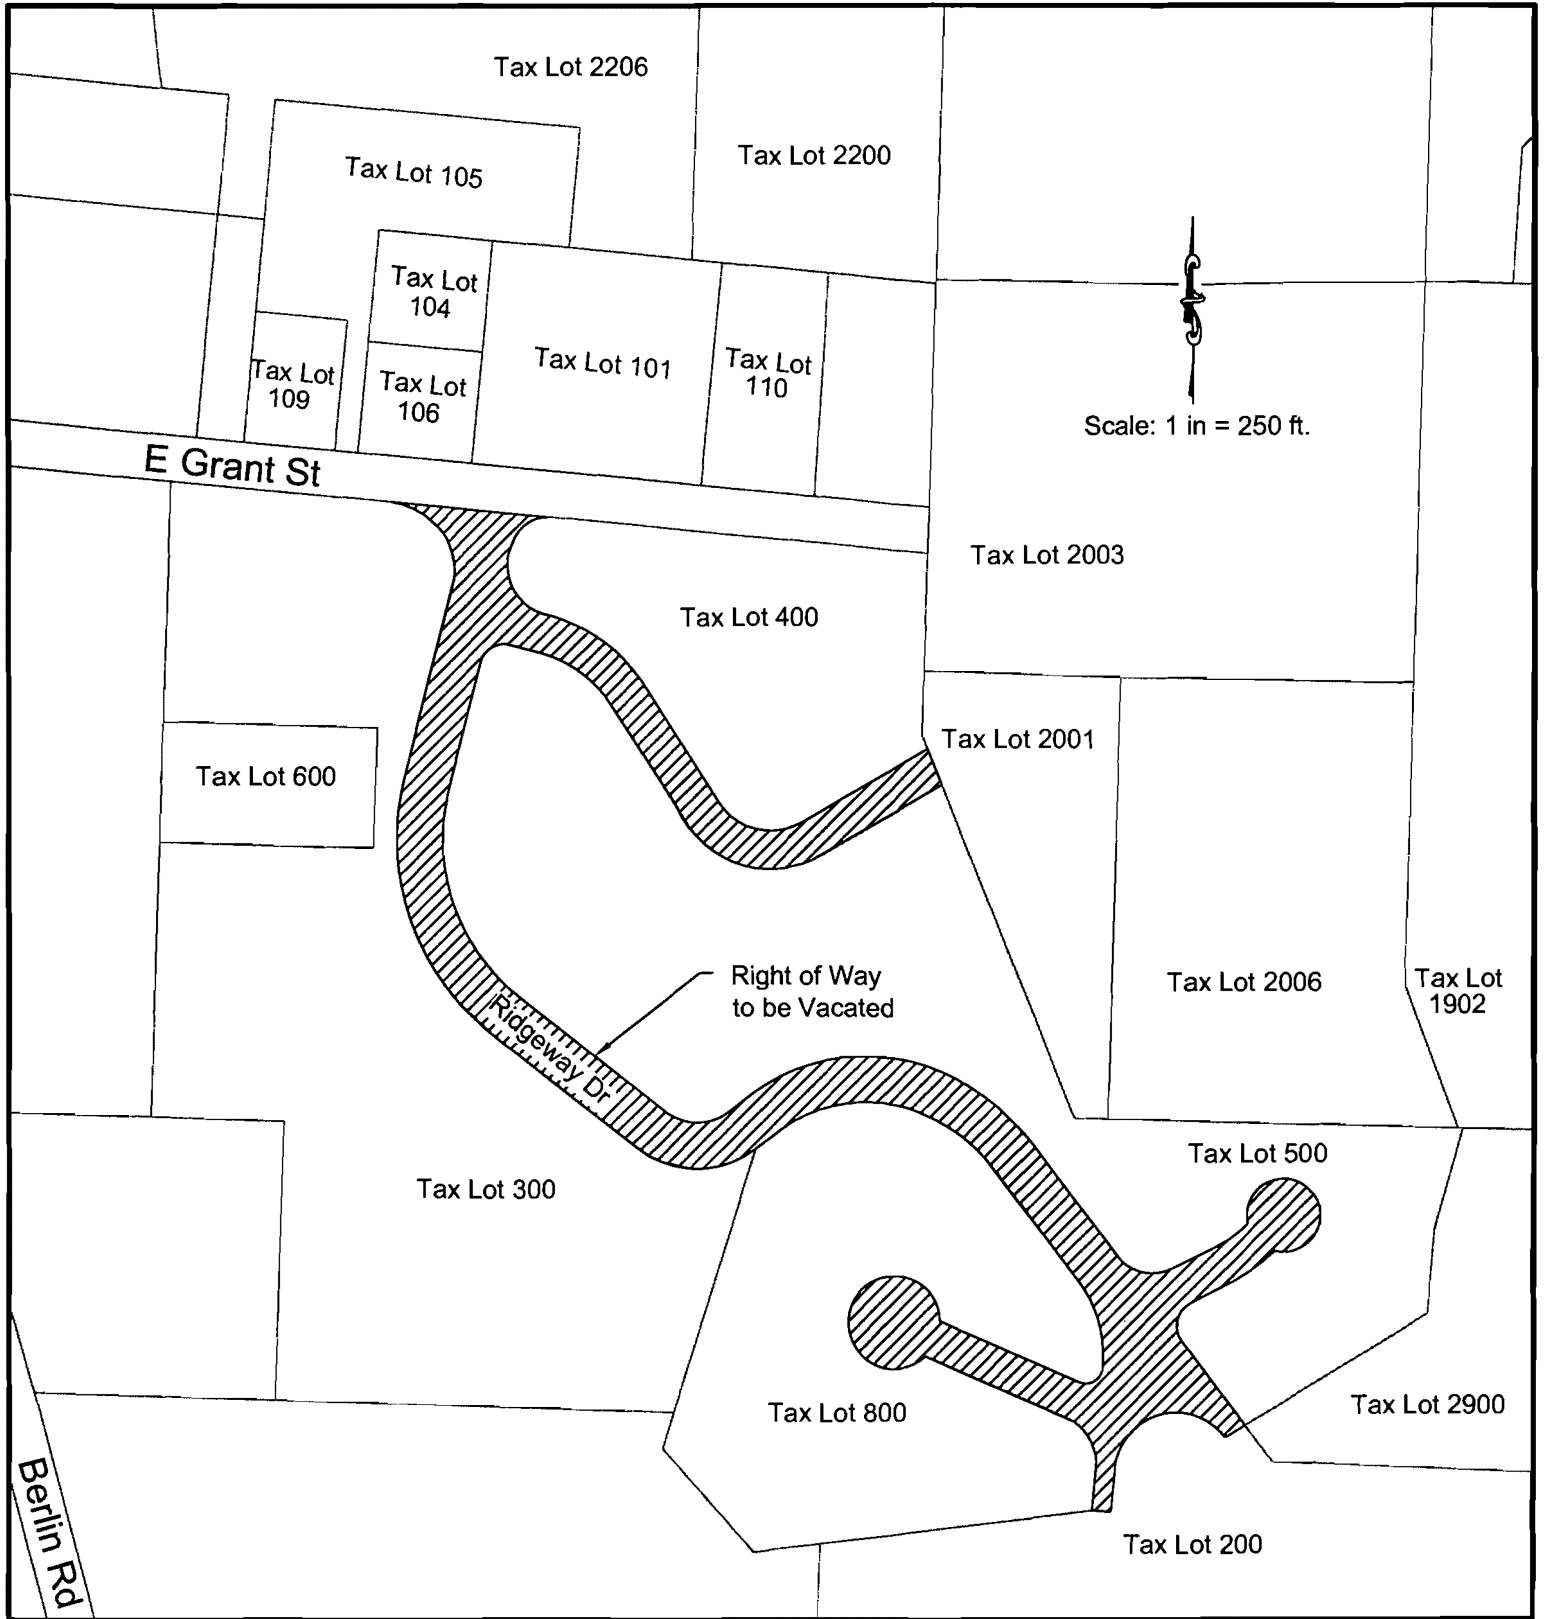 Tax Lot 2206
Tax Lot 2200
Tax Lot 105
Tax Lot
104
Tax Lot 101
Tax Lot
110
Tax Lot
109
Tax Lot
106
Scale: 1 in = 250 ft.
E Grant St
Tax Lot 2003
Tax Lot 400
Tax Lot 2001
Tax Lot 600
Right of Way
to be Vacated
Tax Lot 2006
Tax Lot
1902
Ridgeway Dr
Tax Lot 500
Tax Lot 300
Tax Lot 800
Tax Lot 2900
Berlin Rd
Tax Lot 200